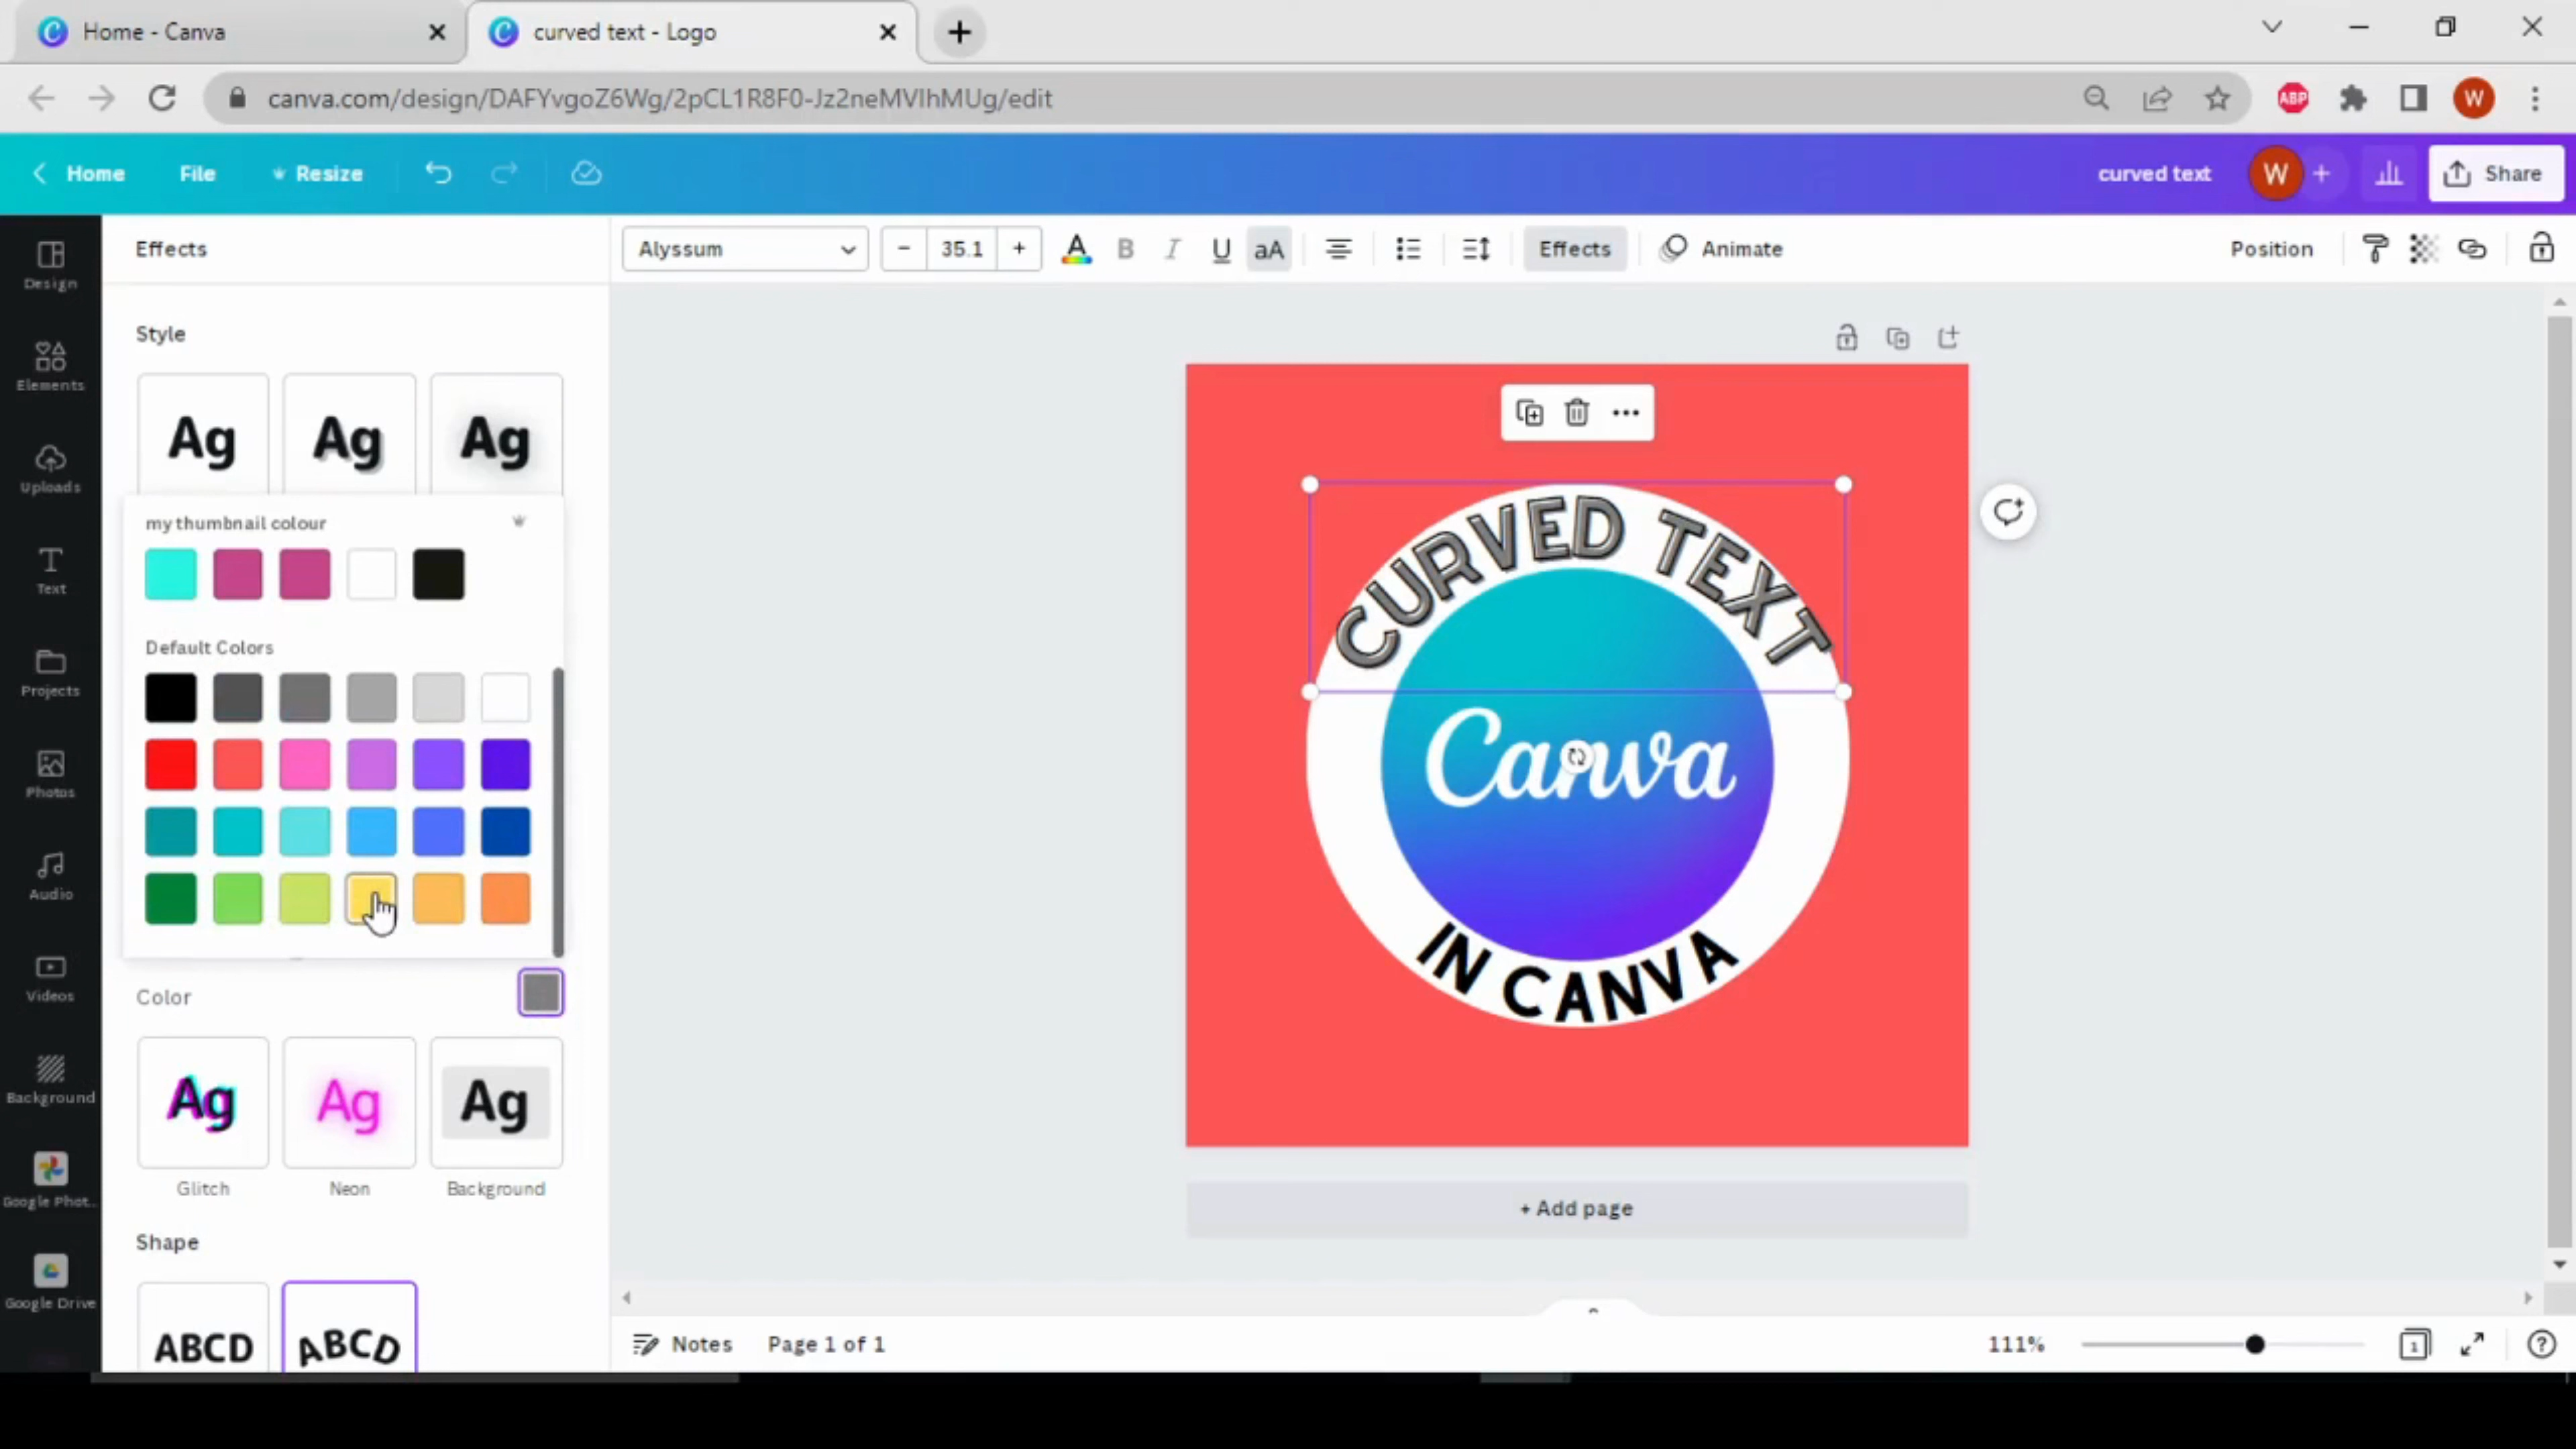 Home - Canva
curved text - Logo
canva.com/design/DAFYvgoZ6Wg/2pCL1R8F0-Jz2neMVIhMUg/edit
ABP
W
Home
File
Resize
curved text
W
Share
Effects
Alyssum
35.1
A
B
I
U
aA
Effects
Animate
Position
Design
Elements
Uploads
Text
Projects
Photos
Audio
Videos
Background
Google Phot..
Google Drive
Style
Ag
Ag
Ag
my thumbnail colour
Default Colors
Color
Ag
Ag
Ag
Glitch
Neon
Background
Shape
ABCD
ABCD
CURVED TEXT
Canva
IN CANVA
+ Add page
Notes
Page 1 of 1
111%
1